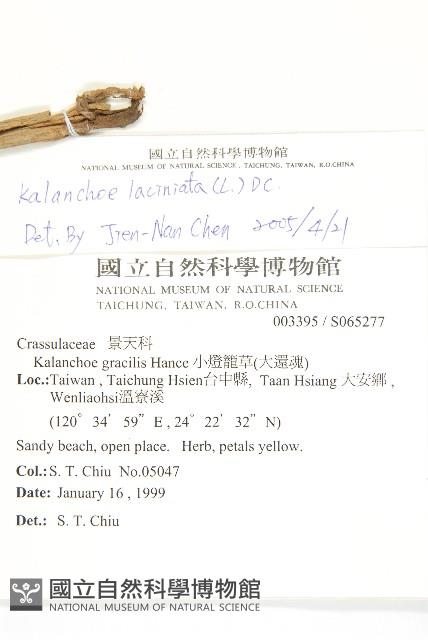 國立自然科學博物館
NATIONAL MUSEUM OF NATURAL SCIENCE, TAICHUNG, TAIWAN, R.O.CHINA
Kalanchoe laciniata (L.) DC.
Det. By Jien-Nan Chen 2005/4/21
國立自然科學博物館
NATIONAL MUSEUM OF NATURAL SCIENCE
TAICHUNG, TAIWAN, R.O.CHINA
003395 / S065277
Crassulaceae 景天科
Kalanchoe gracilis Hance 小燈籠草(大還魂)
Loc.:Taiwan , Taichung Hsien台中縣, Taan Hsiang 大安鄉 ,
Wenliaohsi溫寮溪
(120° 34' 59" E , 24° 22' 32" N)
Sandy beach, open place. Herb, petals yellow.
Col.: S. T. Chiu No.05047
Date: January 16 , 1999
Det.: S. T. Chiu
國立自然科學博物館
NATIONAL MUSEUM OF NATURAL SCIENCE